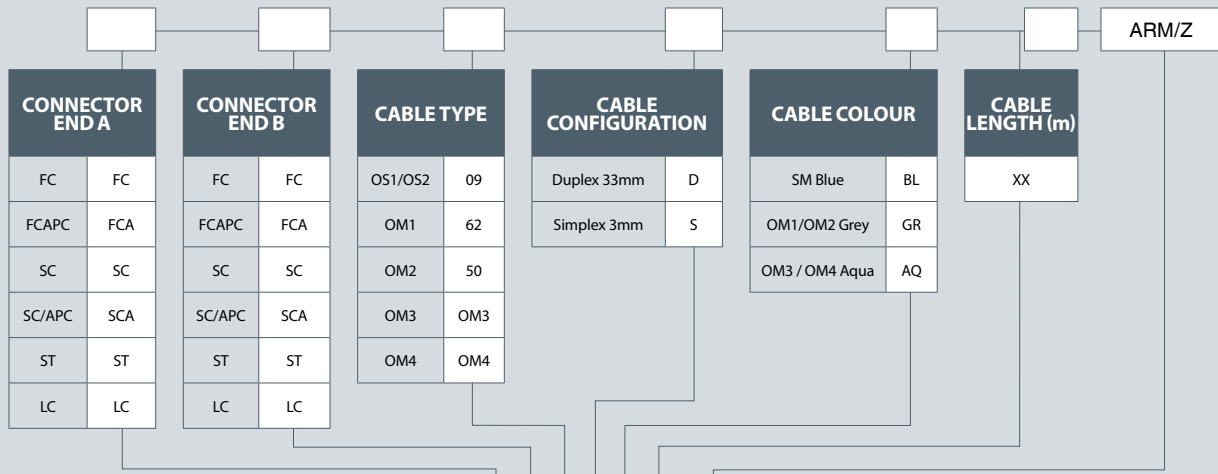 ARM/Z
CONNECTOR
END A
FC FC
FCAPC FCA
SC SC
SC/APC SCA
ST ST
LC LC
CONNECTOR
END B
FC FC
FCAPC FCA
SC SC
SC/APC SCA
ST ST
LC LC
CABLE TYPE
OS1/OS2 09
OM1 62
OM2 50
OM3 OM3
OM4 OM4
CABLE
CONFIGURATION
Duplex 33mm D
Simplex 3mm S
CABLE COLOUR
SM Blue BL
OM1/OM2 Grey GR
OM3 / OM4 Aqua AQ
CABLE
LENGTH (m)
XX